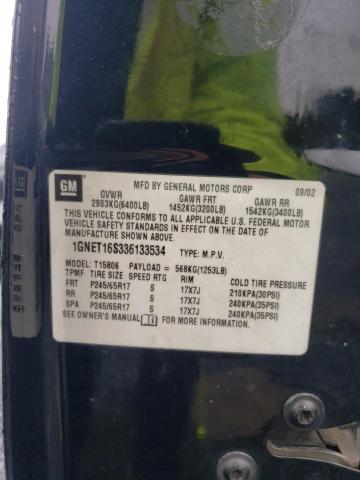 GM
MFD BY GENERAL MOTORS CORP 09/02
GVWR GAWR FRT GAWR RR
2903KG(6400LB) 1452KG(3200LB) 1542KG(3400LB)
THIS VEHICLE CONFORMS TO ALL APPLICABLE U.S. FEDERAL MOTOR
VEHICLE SAFETY STANDARDS IN EFFECT ON THE DATE OF
MANUFACTURE SHOWN ABOVE.
1GNET16S336133534 TYPE: M.P.V.
MODEL: T15806 PAYLOAD = 568KG(1253LB)
TPMF TIRE SIZE SPEED RTG RIM COLD TIRE PRESSURE
FRT P245/65R17 S 17X7J 210KPA(30PSI)
RR P245/65R17 S 17X7J 240KPA(35PSI)
SPA P245/65R17 S 17X7J 240KPA(35PSI)
SEE OWNER'S MANUAL FOR MORE INFORMATION